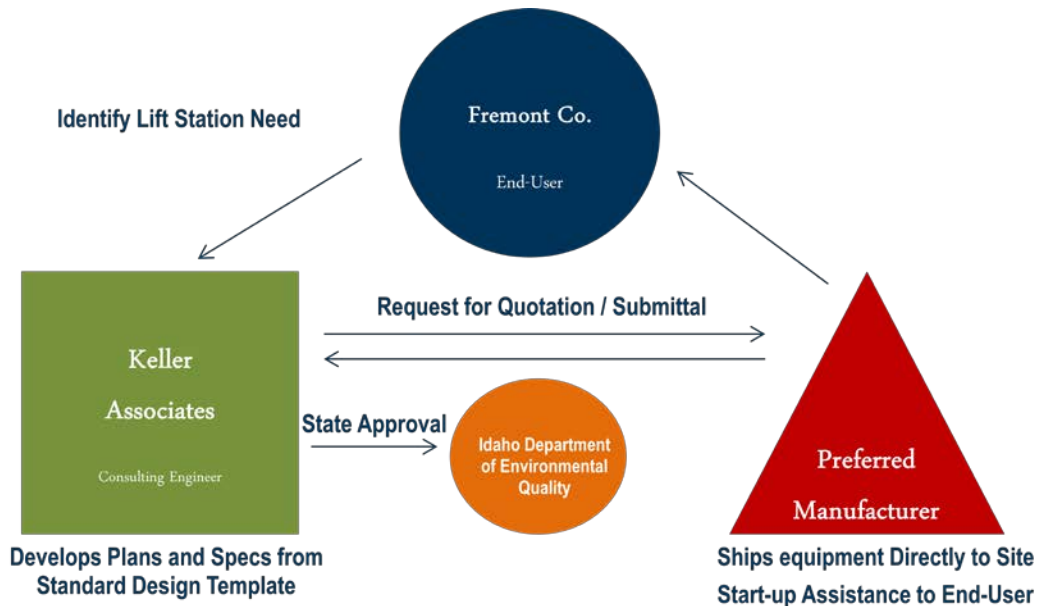 Fremont Co.
End-User
Identify Lift Station Need
Request for Quotation / Submittal
Keller
Associates
Consulting Engineer
State Approval
Idaho Department
of Environmental
Quality
Preferred
Manufacturer
Develops Plans and Specs from
Standard Design Template
Ships equipment Directly to Site
Start-up Assistance to End-User